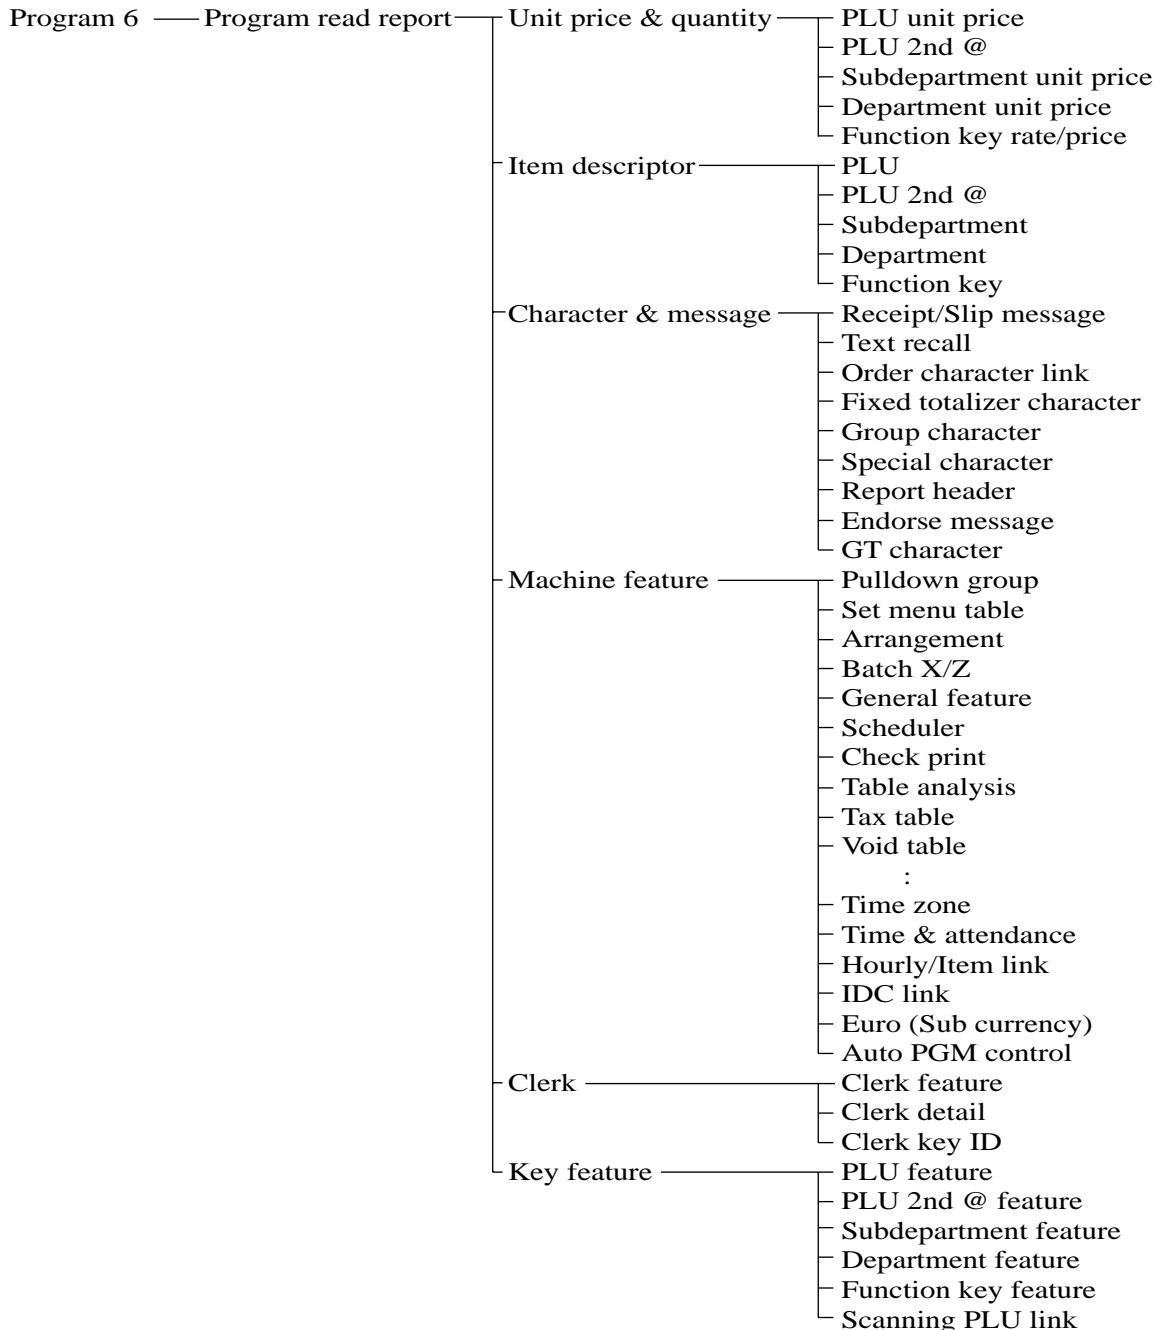 Program 6 Program read report Unit price & quantity PLU unit price
PLU 2nd @
Subdepartment unit price
Department unit price
Function key rate/price
Item descriptor PLU
PLU 2nd @
Subdepartment
Department
Function key
Character & message Receipt/Slip message
Text recall
Order character link
Fixed totalizer character
Group character
Special character
Report header
Endorse message
GT character
Machine feature Pulldown group
Set menu table
Arrangement
Batch X/Z
General feature
Scheduler
Check print
Table analysis
Tax table
Void table
:
Time zone
Time & attendance
Hourly/Item link
IDC link
Euro (Sub currency)
Auto PGM control
Clerk Clerk feature
Clerk detail
Clerk key ID
Key feature PLU feature
PLU 2nd @ feature
Subdepartment feature
Department feature
Function key feature
Scanning PLU link